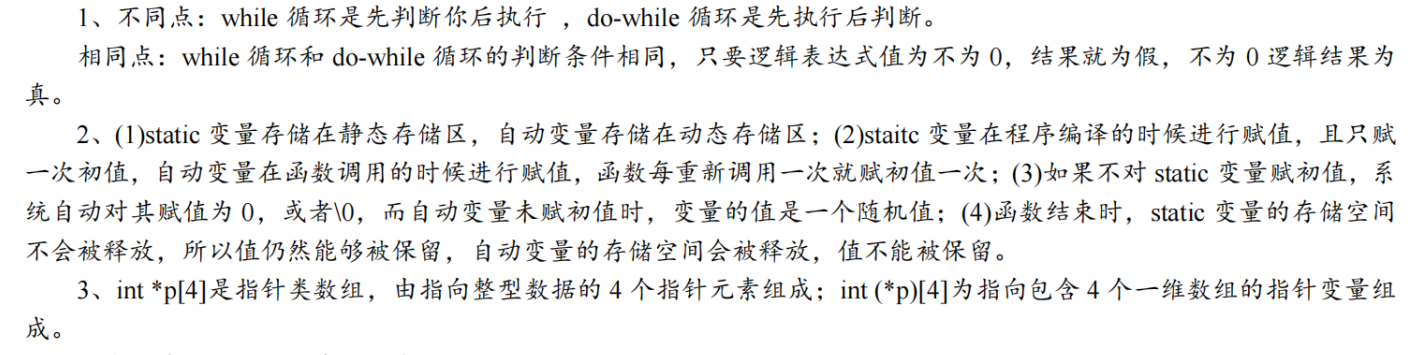 1、不同点：while 循环是先判断你后执行 ，do-while 循环是先执行后判断。
相同点：while 循环和 do-while 循环的判断条件相同，只要逻辑表达式值为不为 0，结果就为假，不为 0 逻辑结果为
真。
2、(1)static 变量存储在静态存储区，自动变量存储在动态存储区；(2)staitc 变量在程序编译的时候进行赋值，且只赋
一次初值，自动变量在函数调用的时候进行赋值，函数每重新调用一次就赋初值一次；(3)如果不对 static 变量赋初值，系
统自动对其赋值为 0，或者\0，而自动变量未赋初值时，变量的值是一个随机值；(4)函数结束时，static 变量的存储空间
不会被释放，所以值仍然能够被保留，自动变量的存储空间会被释放，值不能被保留。
3、int *p[4]是指针类数组，由指向整型数据的 4 个指针元素组成；int (*p)[4]为指向包含 4 个一维数组的指针变量组
成。